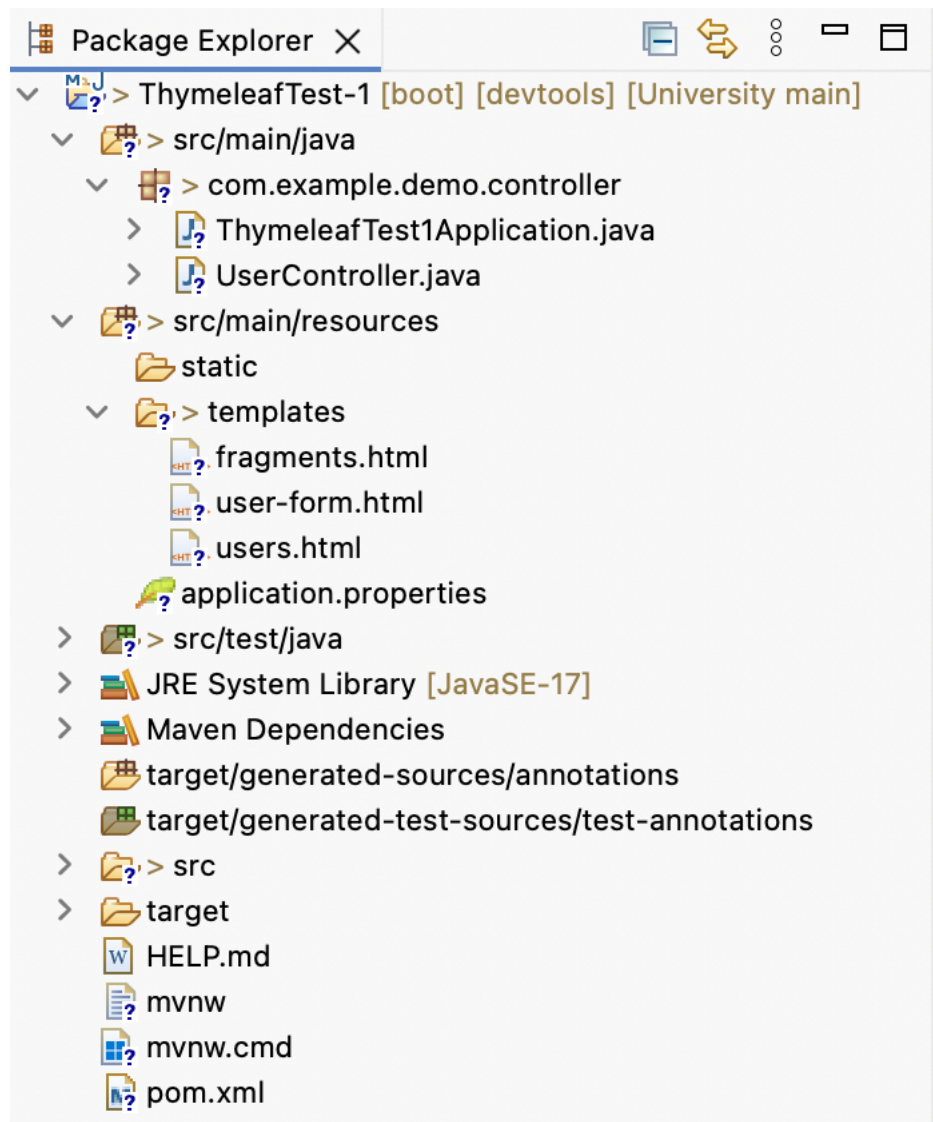 Package Explorer
> ThymeleafTest-1 [boot] [devtools] [University main]
> src/main/java
> com.example.demo.controller
ThymeleafTest1Application.java
UserController.java
> src/main/resources
static
> templates
fragments.html
user-form.html
users.html
application.properties
> src/test/java
JRE System Library [JavaSE-17]
Maven Dependencies
target/generated-sources/annotations
target/generated-test-sources/test-annotations
> src
target
HELP.md
mvnw
mvnw.cmd
pom.xml